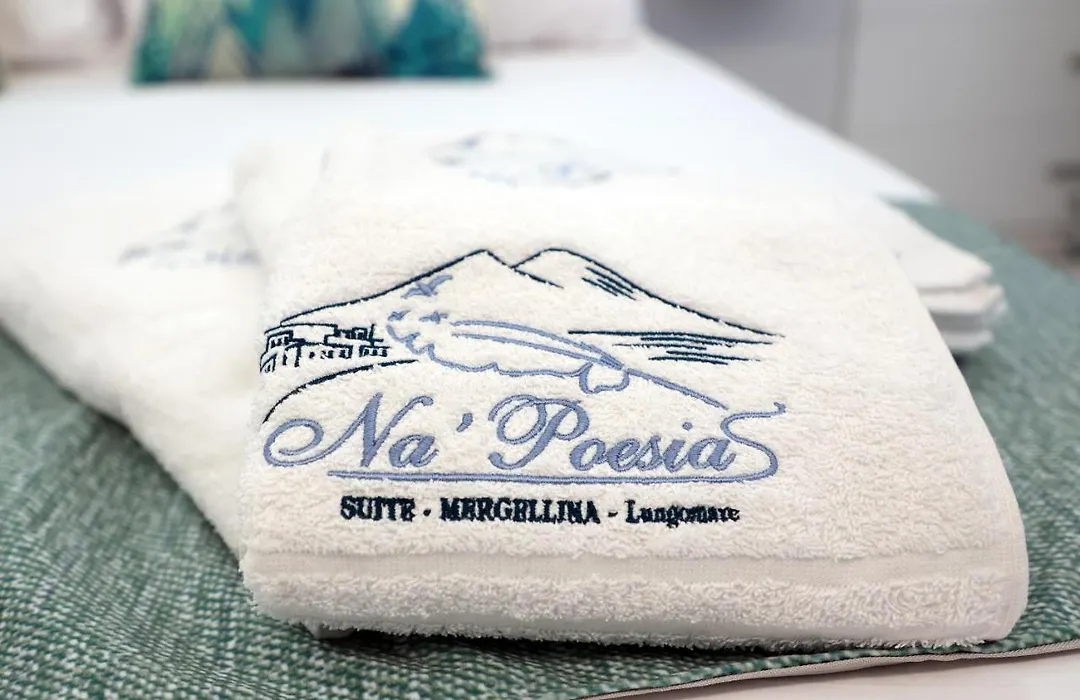 Na' Poesia
SUITE - MERGELLINA - Lungomare